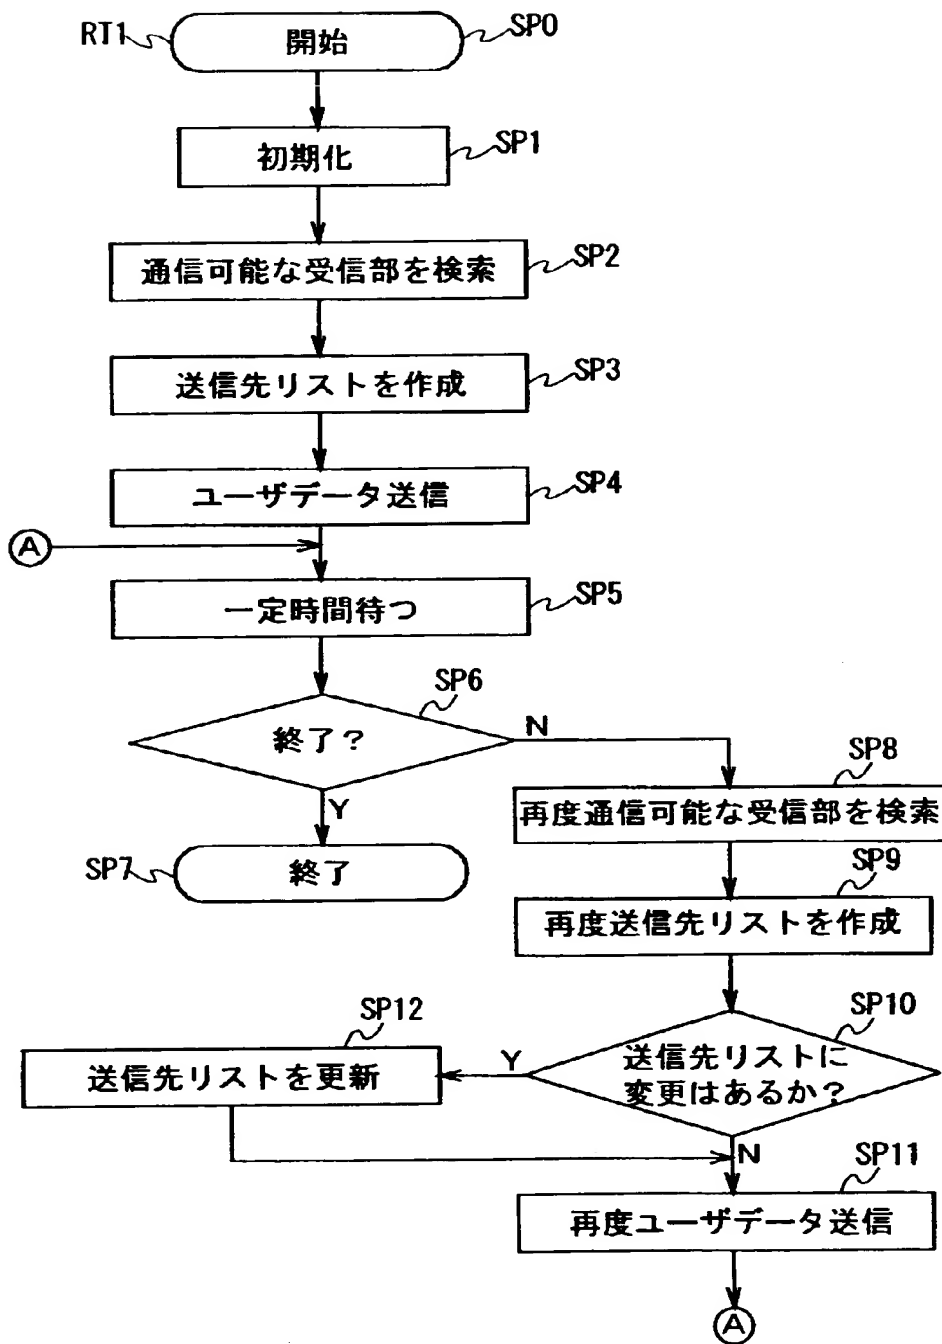 RT1
開始
SP0
初期化
SP1
通信可能な受信部を検索
SP2
送信先リストを作成
SP3
ユーザデータ送信
SP4
A
一定時間待つ
SP5
SP6
終了?
N
Y
SP7
終了
SP8
再度通信可能な受信部を検索
SP9
再度送信先リストを作成
SP10
送信先リストに
変更はあるか?
Y
N
SP12
送信先リストを更新
SP11
再度ユーザデータ送信
A